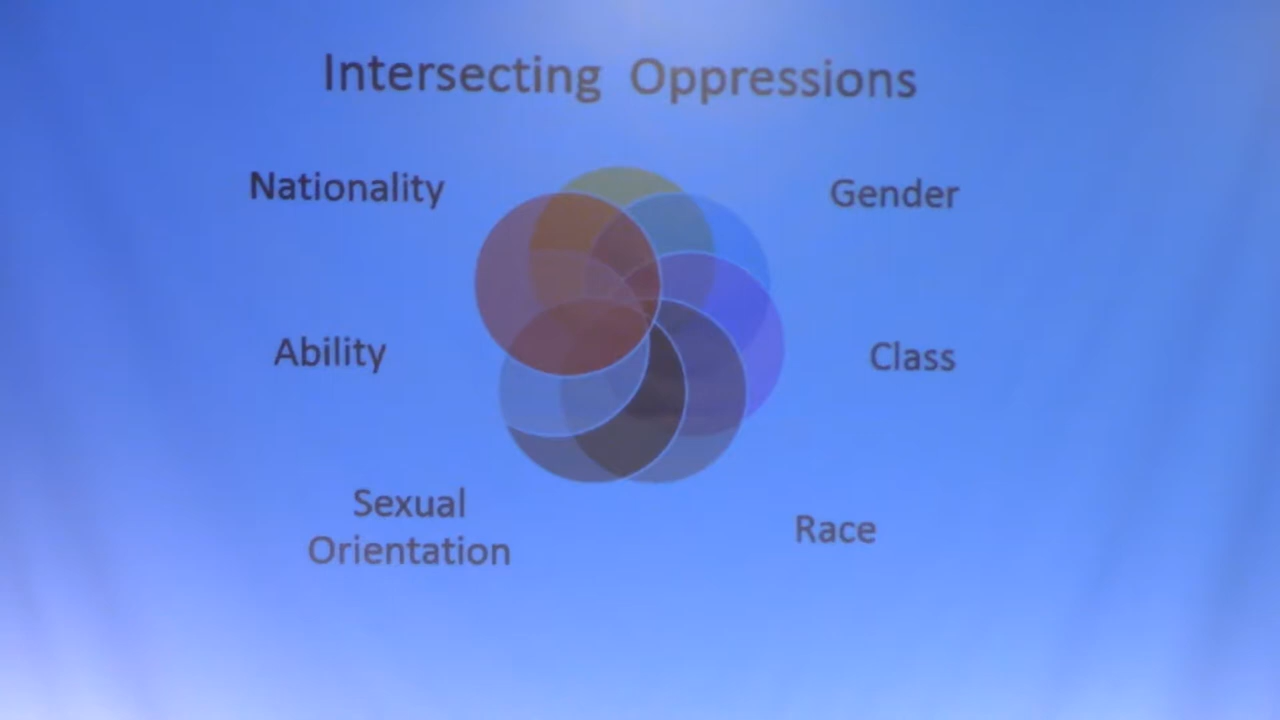 Intersecting Oppressions
Nationality
Gender
Ability
Class
Sexual
Orientation
Race